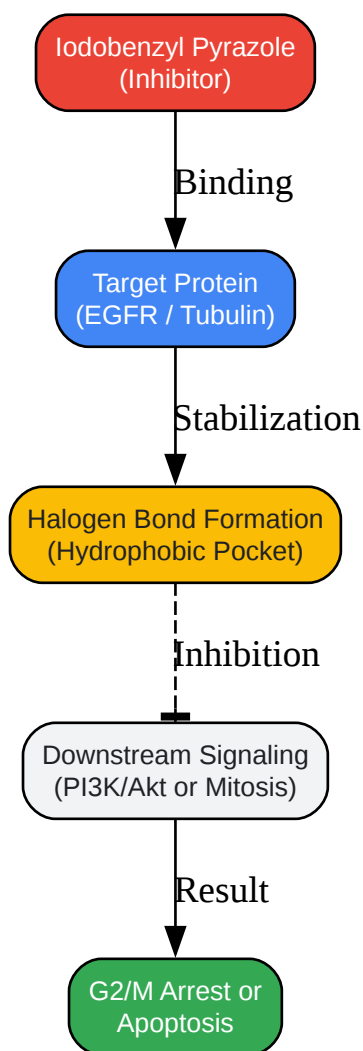 Iodobenzyl Pyrazole
(Inhibitor)
Binding
Target Protein
(EGFR / Tubulin)
Stabilization
Halogen Bond Formation
(Hydrophobic Pocket)
Inhibition
Downstream Signaling
(PI3K/Akt or Mitosis)
Result
G2/M Arrest or
Apoptosis